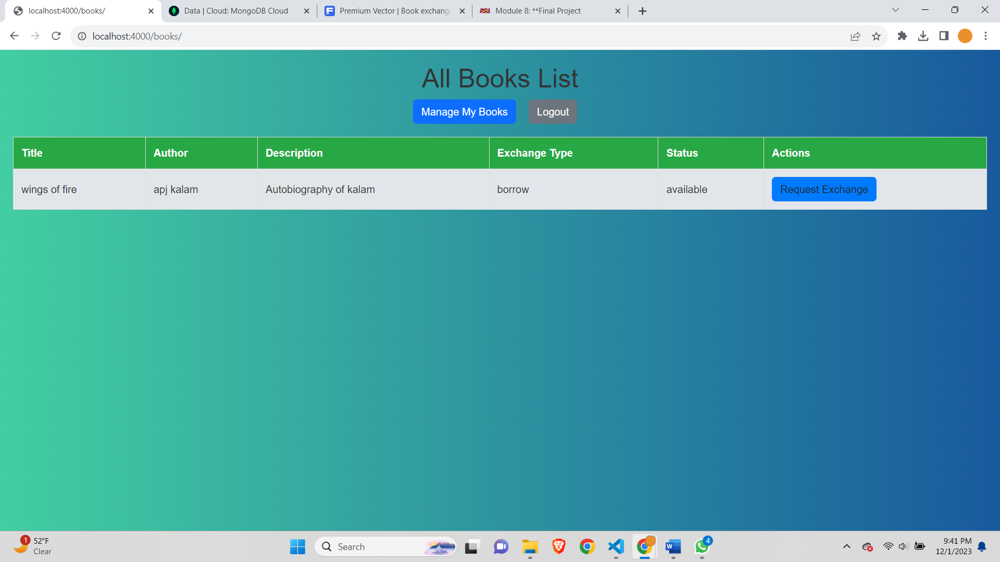 localhost:4000/books/
Data | Cloud: MongoDB Cloud
Premium Vector | Book exchang
ASU Module 8: **Final Project
localhost:4000/books/
All Books List
Manage My Books Logout
Title Author Description Exchange Type Status Actions
wings of fire apj kalam Autobiography of kalam borrow available Request Exchange
1 52°F
Clear
Search
W
4
9:41 PM
12/1/2023